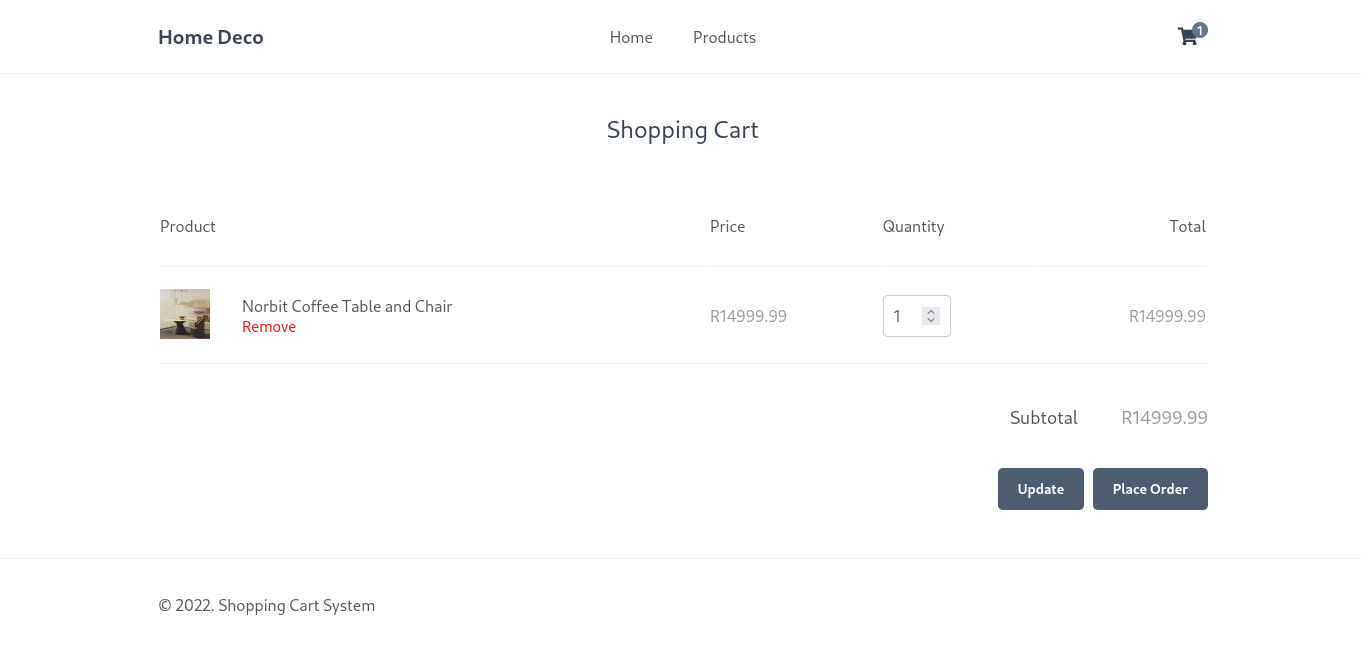 Home Deco Home Products 1
Shopping Cart
Product Price Quantity Total
Norbit Coffee Table and Chair
Remove
R14999.99 1 R14999.99
Subtotal R14999.99
Update Place Order
© 2022. Shopping Cart System